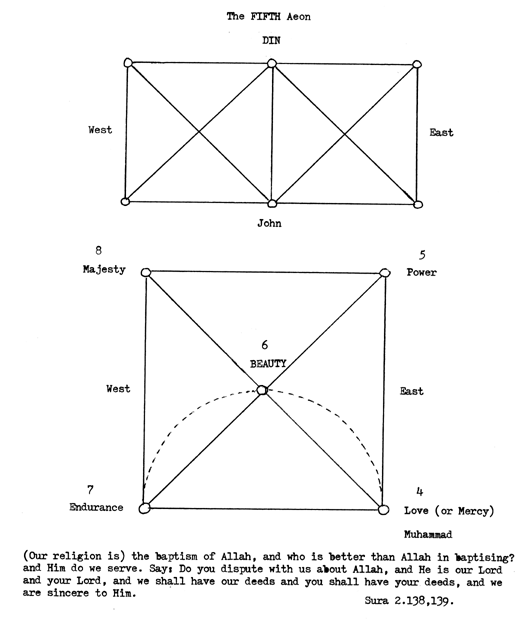 The FIFTH Aeon
DIN
West
East
John
8
5
Majesty
Power
6
BEAUTY
West
East
7
4
Endurance
Love (or Mercy)
Muhammad
(Our religion is) the baptism of Allah, and who is better than Allah in baptising?
and Him do we serve. Say: Do you dispute with us about Allah, and He is our Lord
and your Lord, and we shall have our deeds and you shall have your deeds, and we
are sincere to Him.
Sura 2.138,139.